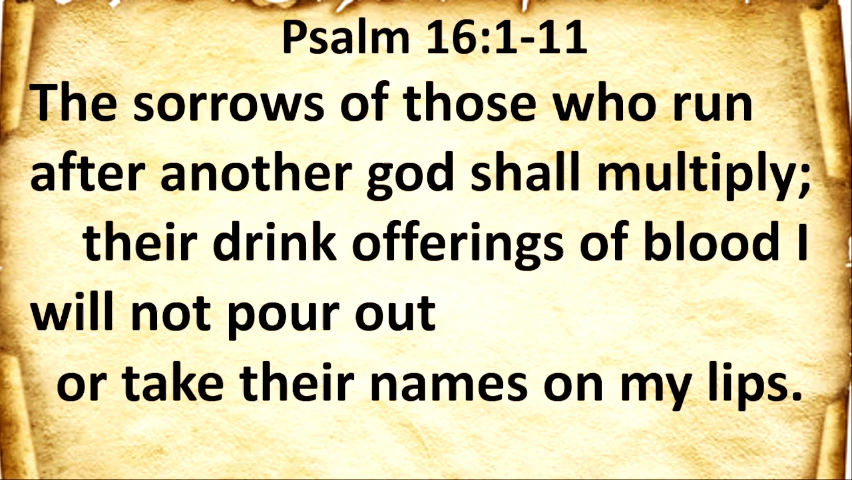 Psalm 16:1-11
The sorrows of those who run
after another god shall multiply;
their drink offerings of blood I
will not pour out
or take their names on my lips.